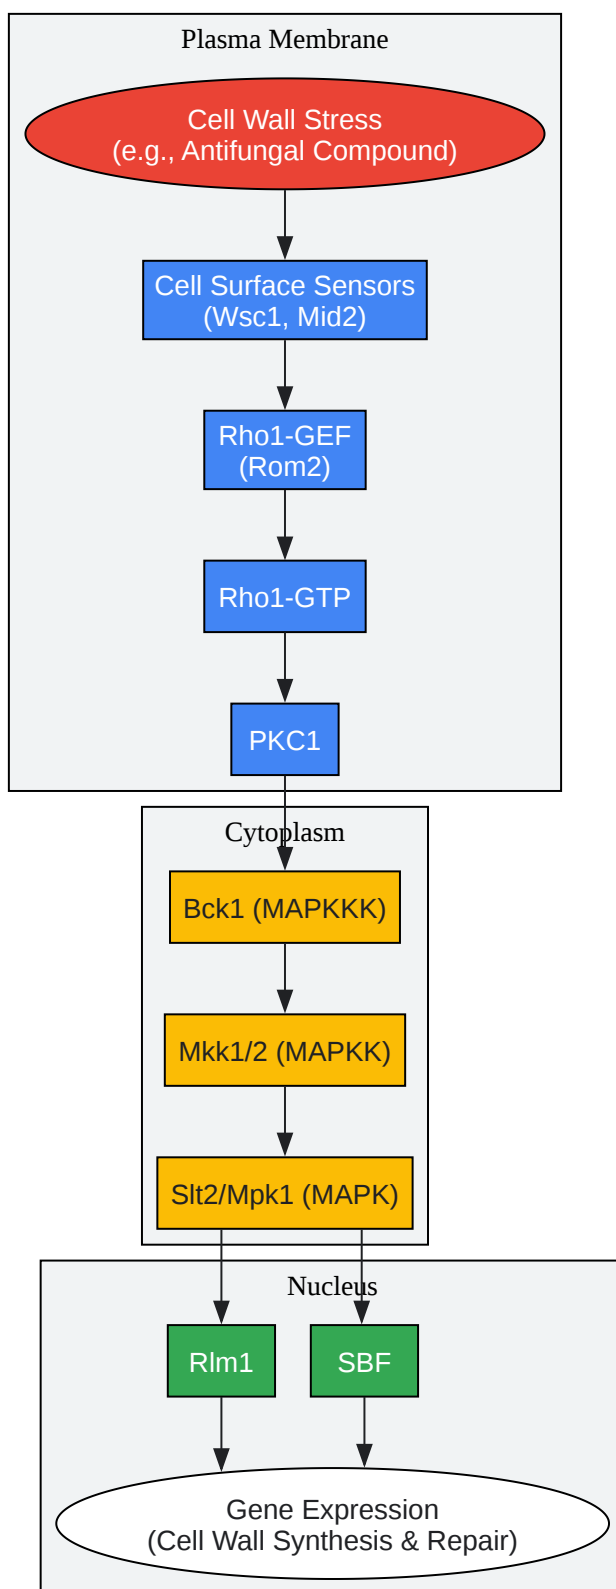 Plasma Membrane
Cell Wall Stress
(e.g., Antifungal Compound)
Cell Surface Sensors
(Wsc1, Mid2)
Rho1-GEF
(Rom2)
Rho1-GTP
PKC1
Cytoplasm
Bck1 (MAPKKK)
Mkk1/2 (MAPKK)
Slt2/Mpk1 (MAPK)
Nucleus
Rlm1
SBF
Gene Expression
(Cell Wall Synthesis & Repair)